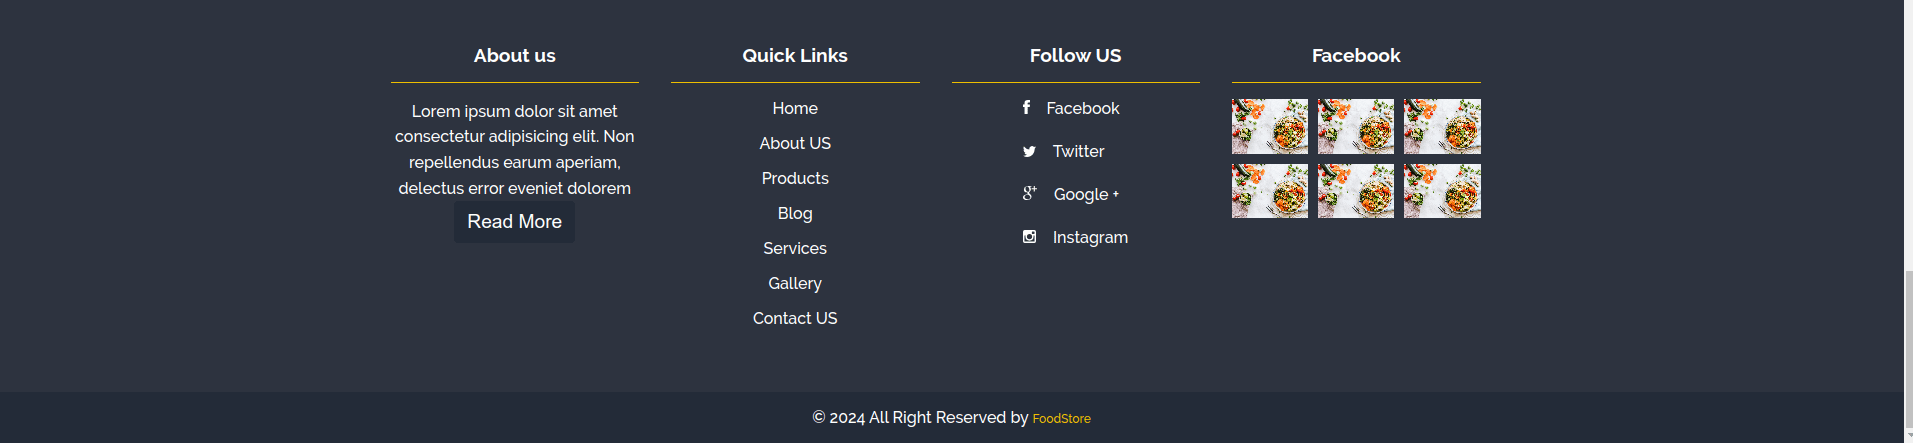 About us
Lorem ipsum dolor sit amet
consectetur adipisicing elit. Non
repellendus earum aperiam,
delectus error eveniet dolorem
Read More
Quick Links
Home
About US
Products
Blog
Services
Gallery
Contact US
Follow US
Facebook
Twitter
Google +
Instagram
Facebook
© 2024 All Right Reserved by FoodStore